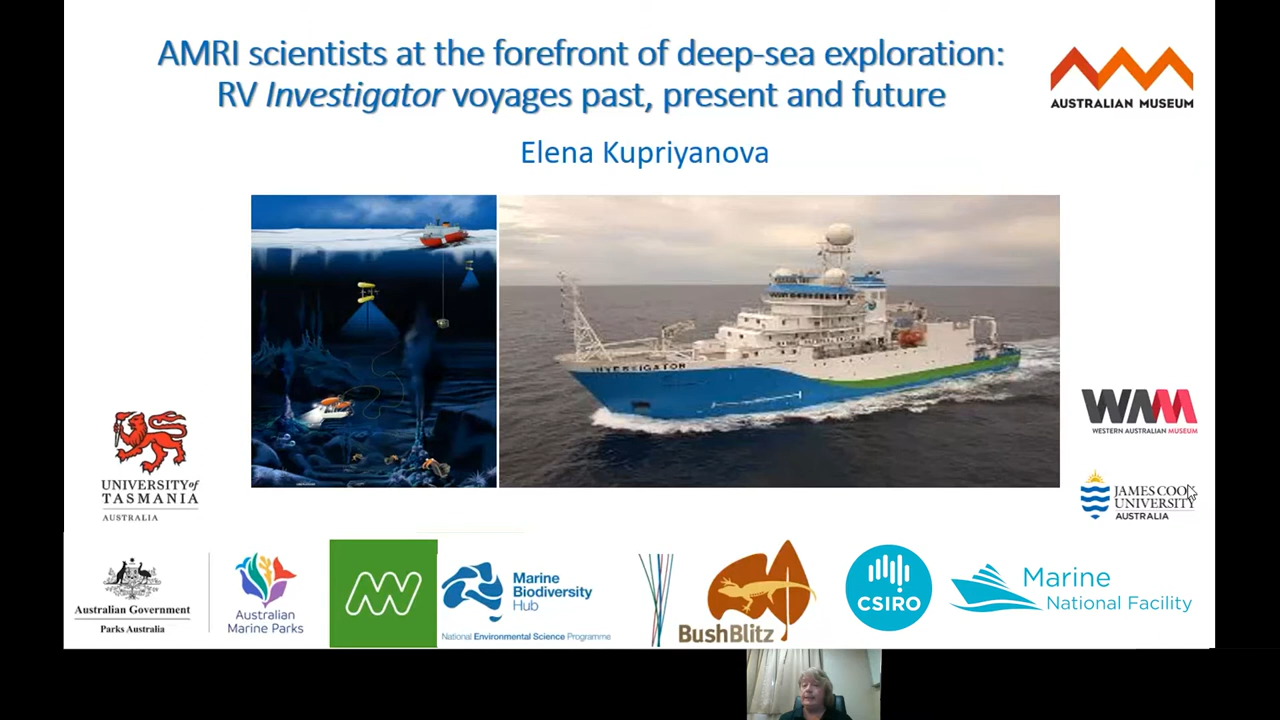 AMRI scientists at the forefront of deep-sea exploration:
RV Investigator voyages past, present and future
AUSTRALIAN MUSEUM
Elena Kupriyanova
INVESTIGATOR
WAM
WESTERN AUSTRALIAN MUSEUM
UNIVERSITY of
TASMANIA
AUSTRALIA
JAMES COOK
UNIVERSITY
AUSTRALIA
Australian Government
Parks Australia
Australian
Marine Parks
Marine
Biodiversity
Hub
National Environmental Science Programme
BushBlitz
CSIRO
Marine
National Facility